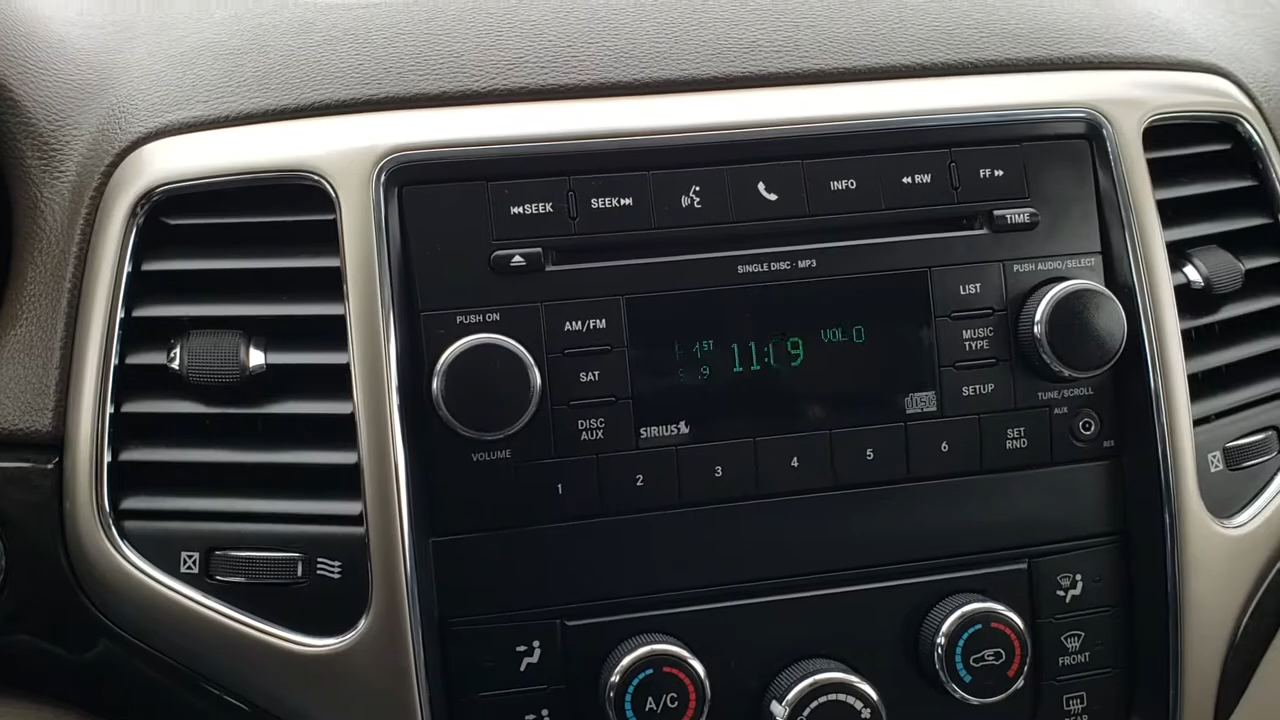 SEEK
SEEK
INFO
RW
FF
TIME
SINGLE DISC · MP3
PUSH ON
AM/FM
SAT
DISC
AUX
VOLUME
ST
VOL 0
SIRIUS
disc
LIST
MUSIC
TYPE
SETUP
PUSH AUDIO/SELECT
TUNE/SCROLL
AUX
1
2
3
4
5
6
SET
RND
A/C
FRONT